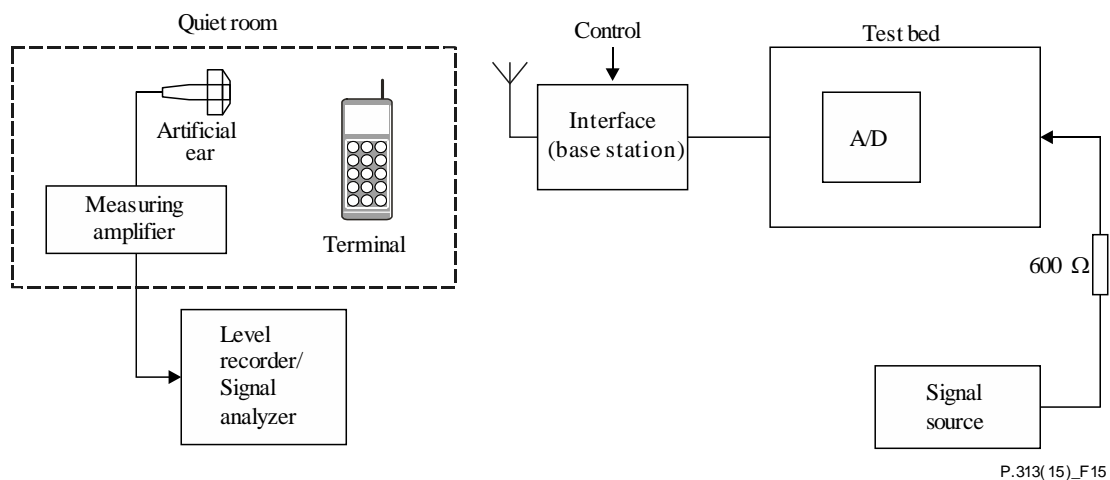 Quiet room
Artificial
ear
Measuring
amplifier
Terminal
Level
recorder/
Signal
analyzer
Control
Interface
(base station)
Test bed
A/D
600 Ω
Signal
source
P.313(15)_F15